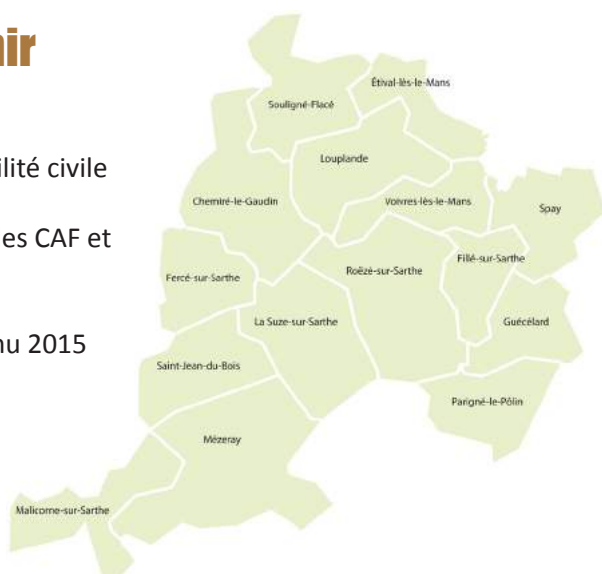 ir
ilité civile
es CAF et
nu 2015
Étival-lès-le-Mans
Souligné-Flacé
Louplande
Chemiré-le-Gaudin
Voivres-lès-le-Mans
Spay
Fillé-sur-Sarthe
Fercé-sur-Sarthe
Roëzé-sur-Sarthe
La Suze-sur-Sarthe
Guécélard
Saint-Jean-du-Bois
Parigné-le-Pôlin
Mézeray
Malicorne-sur-Sarthe